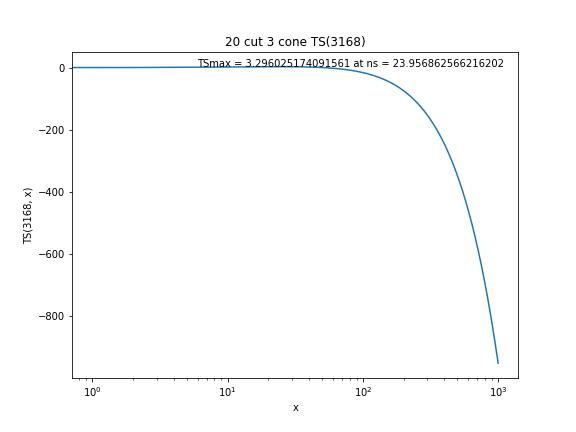 20 cut 3 cone TS(3168)
TSmax = 3.296025174091561 at ns = 23.956862566216202
TS(3168, x)
0
−200
−400
−600
−800
10⁰
10¹
10²
10³
x